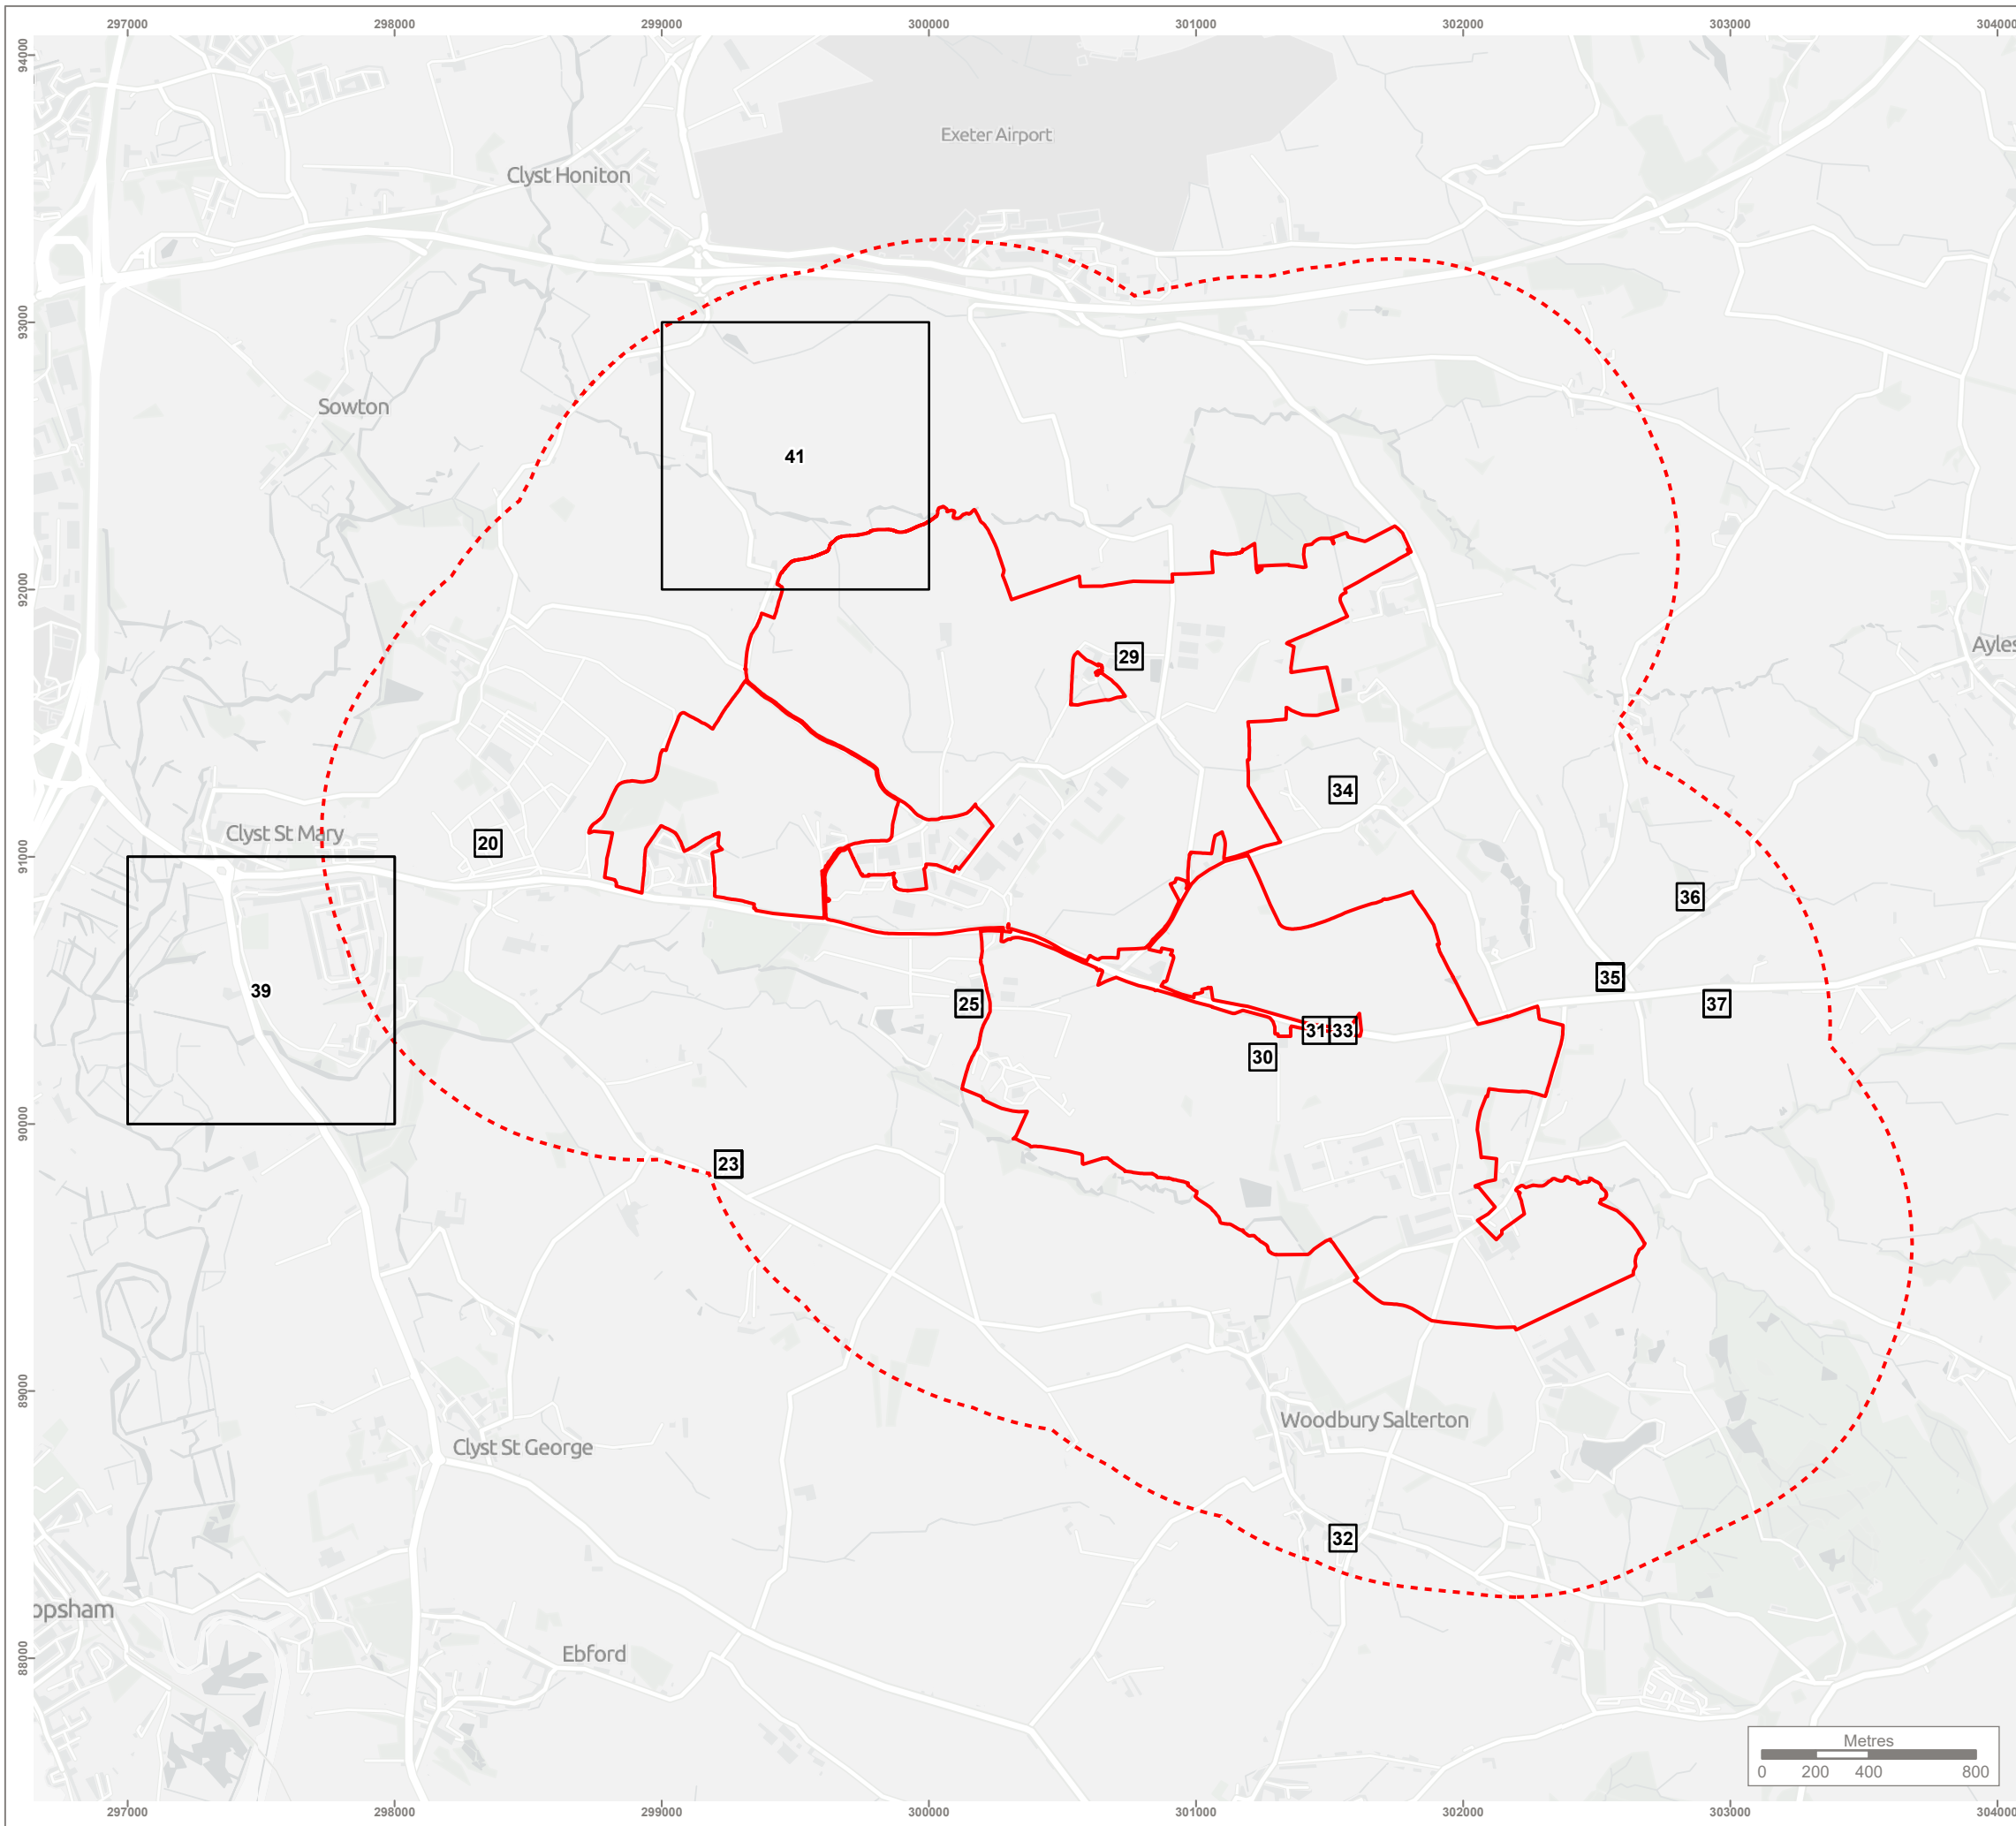 297000 298000 299000 300000 301000 302000 303000 304000
94000
Exeter Airport
Clyst Honiton
93000
Sowton
41
92000
29
Ayles
34
Clyst St Mary
20
91000
36
35
39
25
37
31 33
30
90000
23
89000
Woodbury Salterton
Clyst St George
32
opsham
Ebford
88000
Metres
0 200 400 800
297000 298000 299000 300000 301000 302000 303000 304000